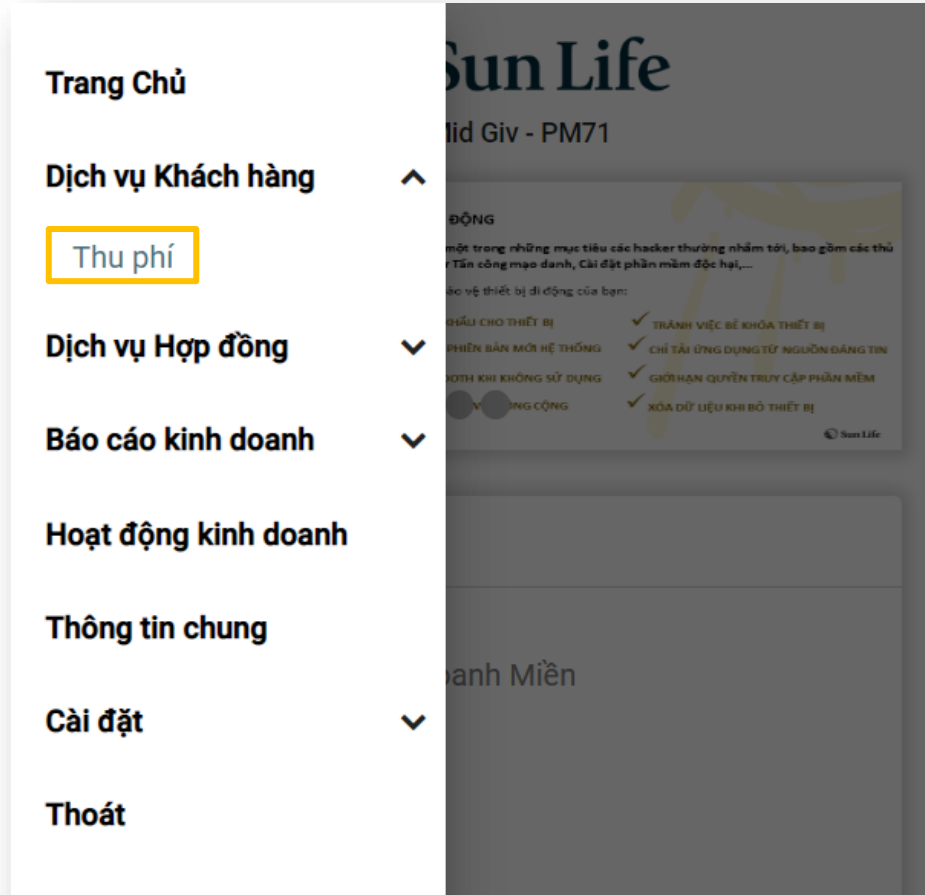 Trang Chủ
Dịch vụ Khách hàng
Thu phí
Dịch vụ Hợp đồng
Báo cáo kinh doanh
Hoạt động kinh doanh
Thông tin chung
Cài đặt
Thoát
Sun Life
Mid Giv - PM71
ĐỘNG
một trong những mục tiêu các hacker thường nhắm tới, bao gồm các thủ
Tấn công mạo danh, Cài đặt phần mềm độc hại,...
vệ thiết bị di động của bạn:
KHẨU CHO THIẾT BỊ
TRÁNH VIỆC BẺ KHÓA THIẾT BỊ
PHIÊN BẢN MỚI HỆ THỐNG
CHỈ TẢI ỨNG DỤNG TỪ NGUỒN ĐÁNG TIN
KHI KHÔNG SỬ DỤNG
GIỚI HẠN QUYỀN TRUY CẬP PHẦN MỀM
CỘNG
XÓA DỮ LIỆU KHI BỎ THIẾT BỊ
Sun Life
oanh Miền